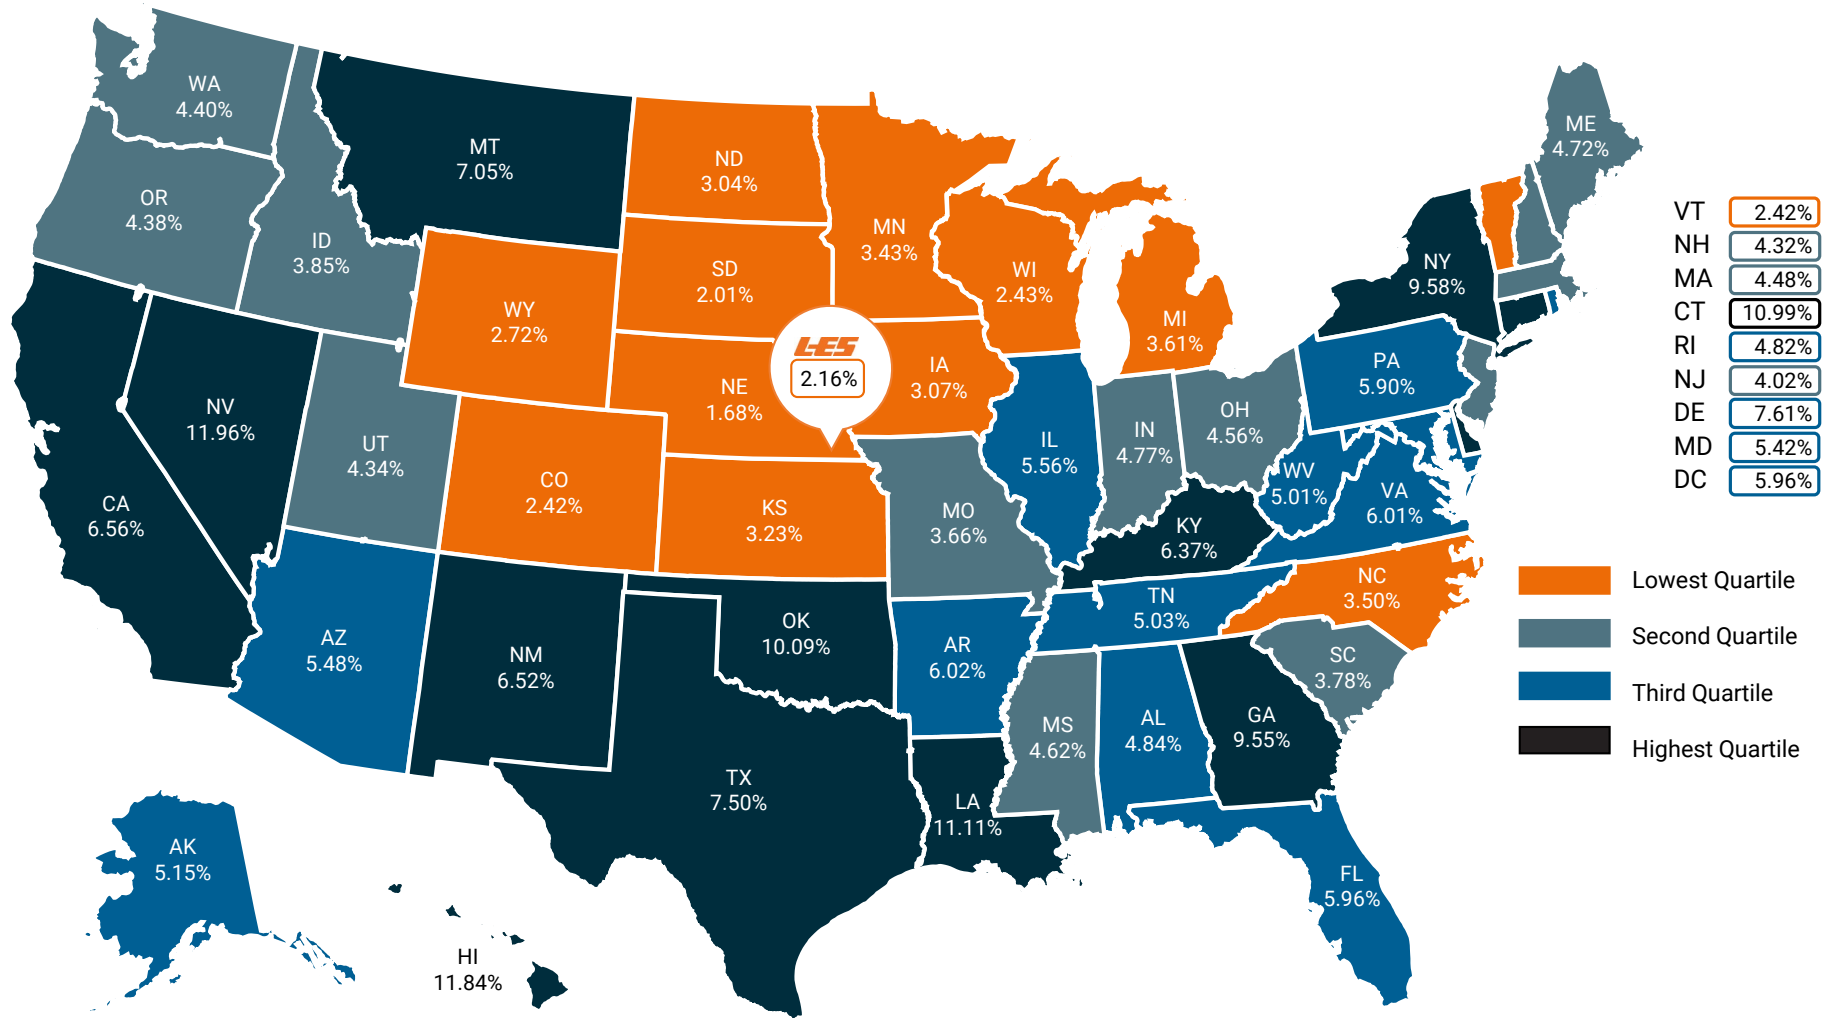 WA
4.40%
OR
4.38%
ID
3.85%
MT
7.05%
ND
3.04%
SD
2.01%
MN
3.43%
WI
2.43%
MI
3.61%
WY
2.72%
NE
1.68%
LES
2.16%
IA
3.07%
NV
11.96%
UT
4.34%
CO
2.42%
KS
3.23%
CA
6.56%
AZ
5.48%
NM
6.52%
OK
10.09%
TX
7.50%
MO
3.66%
AR
6.02%
LA
11.11%
IL
5.56%
IN
4.77%
OH
4.56%
KY
6.37%
TN
5.03%
MS
4.62%
AL
4.84%
GA
9.55%
FL
5.96%
SC
3.78%
NC
3.50%
WV
5.01%
VA
6.01%
PA
5.90%
NY
9.58%
ME
4.72%
AK
5.15%
HI
11.84%
VT 2.42%
NH 4.32%
MA 4.48%
CT 10.99%
RI 4.82%
NJ 4.02%
DE 7.61%
MD 5.42%
DC 5.96%
Lowest Quartile
Second Quartile
Third Quartile
Highest Quartile